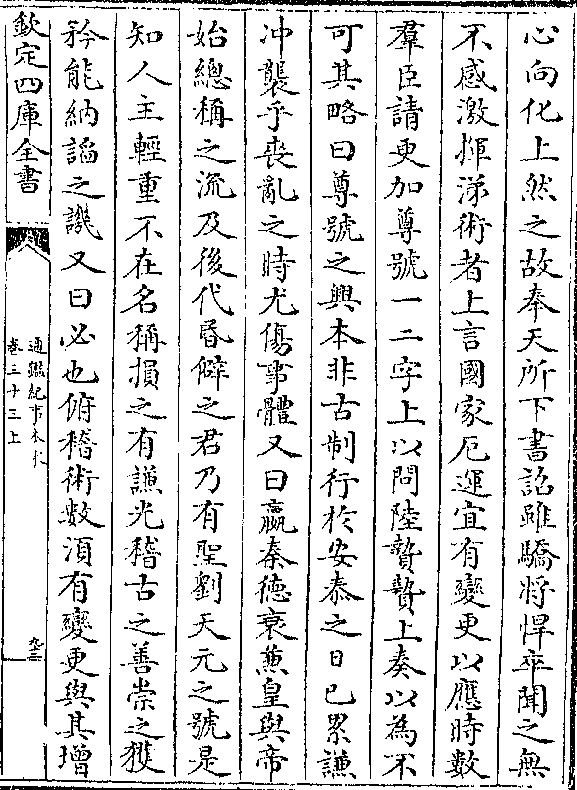 心向化上然之故奉天所下書詔雖驕將悍卒聞之無
不感激揮涕術者上言國家厄運宜有變更以應時數
羣臣請更加尊號一二字上以問陸贄贄上奏以為不
可其略曰尊號之興本非古制行於安泰之日已累謙
冲襲乎喪亂之時尤傷事體又曰嬴秦德衰兼皇與帝
始總稱之流及後代昏僻之君乃有聖劉天元之號是
知人主輕重不在名稱損之有謙光稽古之善崇之獲
矜能納謟之譏又曰必也俯稽術數湏有變更與其增
欽定四庫全書
通鑑紀事本末
卷三十三上